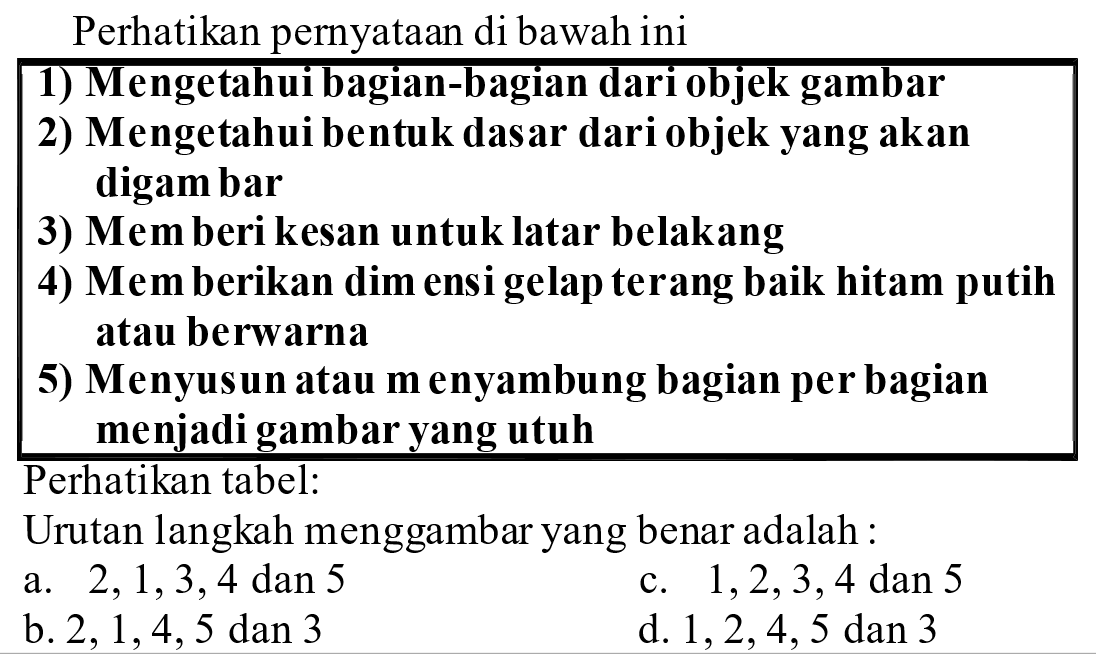 Perhatikan pernyataan di bawah ini
1) Mengetahui bagian-bagian dari objek gambar
2) Mengetahui bentuk dasar dari objek yang akan
digambar
3) Memberi kesan untuk latar belakang
4) Memberikan dimensi gelap terang baik hitam putih
atau berwarna
5) Menyusun atau menyambung bagian per bagian
menjadi gambar yang utuh
Perhatikan tabel:
Urutan langkah menggambar yang benar adalah :
a. 2, 1, 3, 4 dan 5 c. 1, 2, 3, 4 dan 5
b. 2, 1, 4, 5 dan 3 d. 1, 2, 4, 5 dan 3